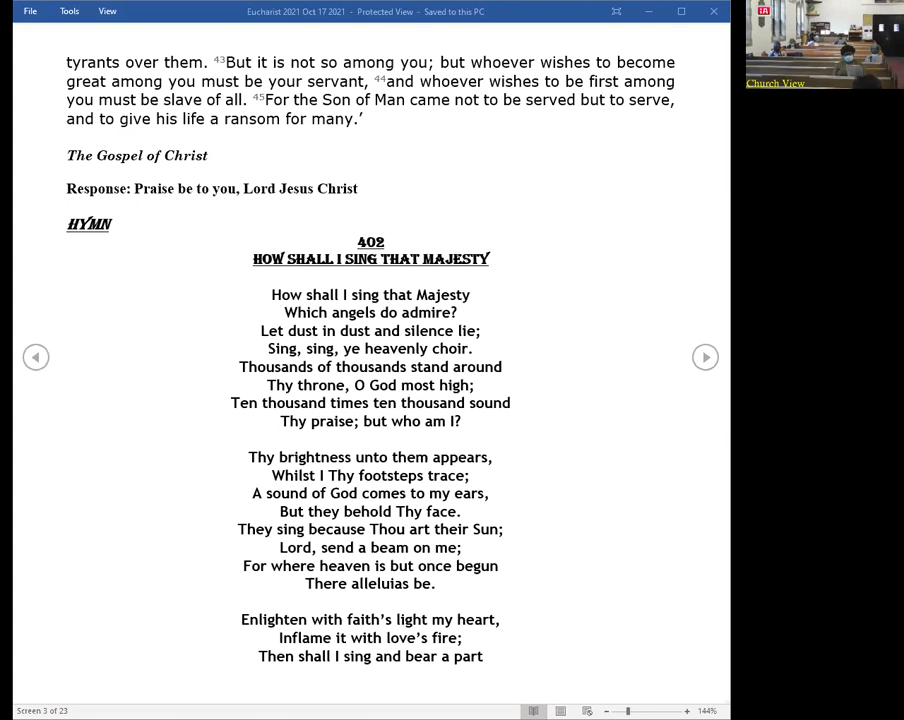 File Tools View Eucharist 2021 Oct 17 2021 - Protected View - Saved to this PC
iA
Church View
tyrants over them. 43But it is not so among you; but whoever wishes to become
great among you must be your servant, 44and whoever wishes to be first among
you must be slave of all. 45For the Son of Man came not to be served but to serve,
and to give his life a ransom for many.’
The Gospel of Christ
Response: Praise be to you, Lord Jesus Christ
HYMN
402
HOW SHALL I SING THAT MAJESTY
How shall I sing that Majesty
Which angels do admire?
Let dust in dust and silence lie;
Sing, sing, ye heavenly choir.
Thousands of thousands stand around
Thy throne, O God most high;
Ten thousand times ten thousand sound
Thy praise; but who am I?
Thy brightness unto them appears,
Whilst I Thy footsteps trace;
A sound of God comes to my ears,
But they behold Thy face.
They sing because Thou art their Sun;
Lord, send a beam on me;
For where heaven is but once begun
There alleluias be.
Enlighten with faith’s light my heart,
Inflame it with love’s fire;
Then shall I sing and bear a part
Screen 3 of 23
144%